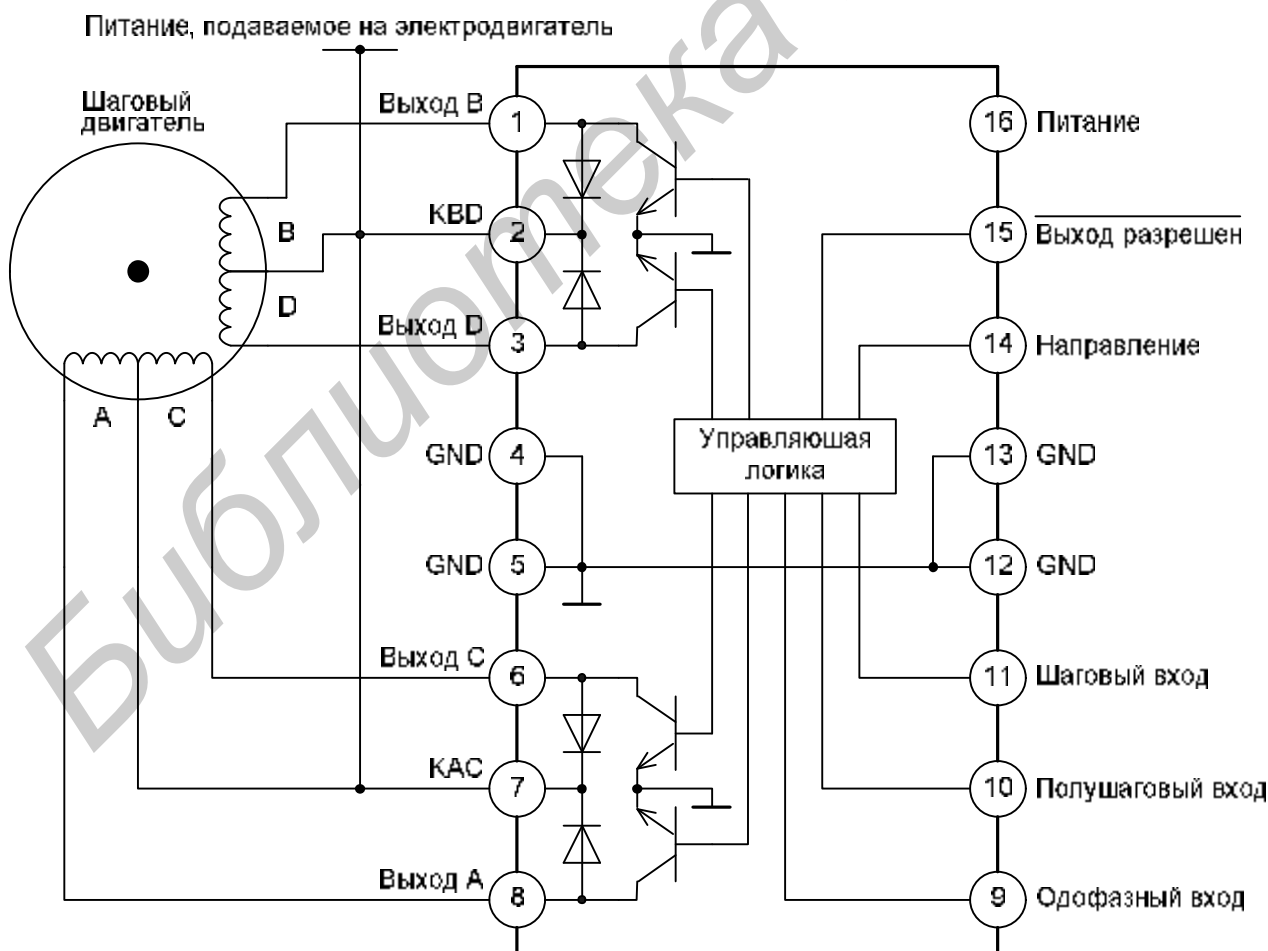 Питание, подаваемое на электродвигатель
Шаговый
двигатель
B
D
A
C
Выход B
1
KBD
2
Выход D
3
GND
4
GND
5
Выход C
6
KAC
7
Выход A
8
Управляюшая
логика
16
Питание
15
Выход разрешен
14
Направление
13
GND
12
GND
11
Шаговый вход
10
Полушаговый вход
9
Одофазный вход
Библиотека